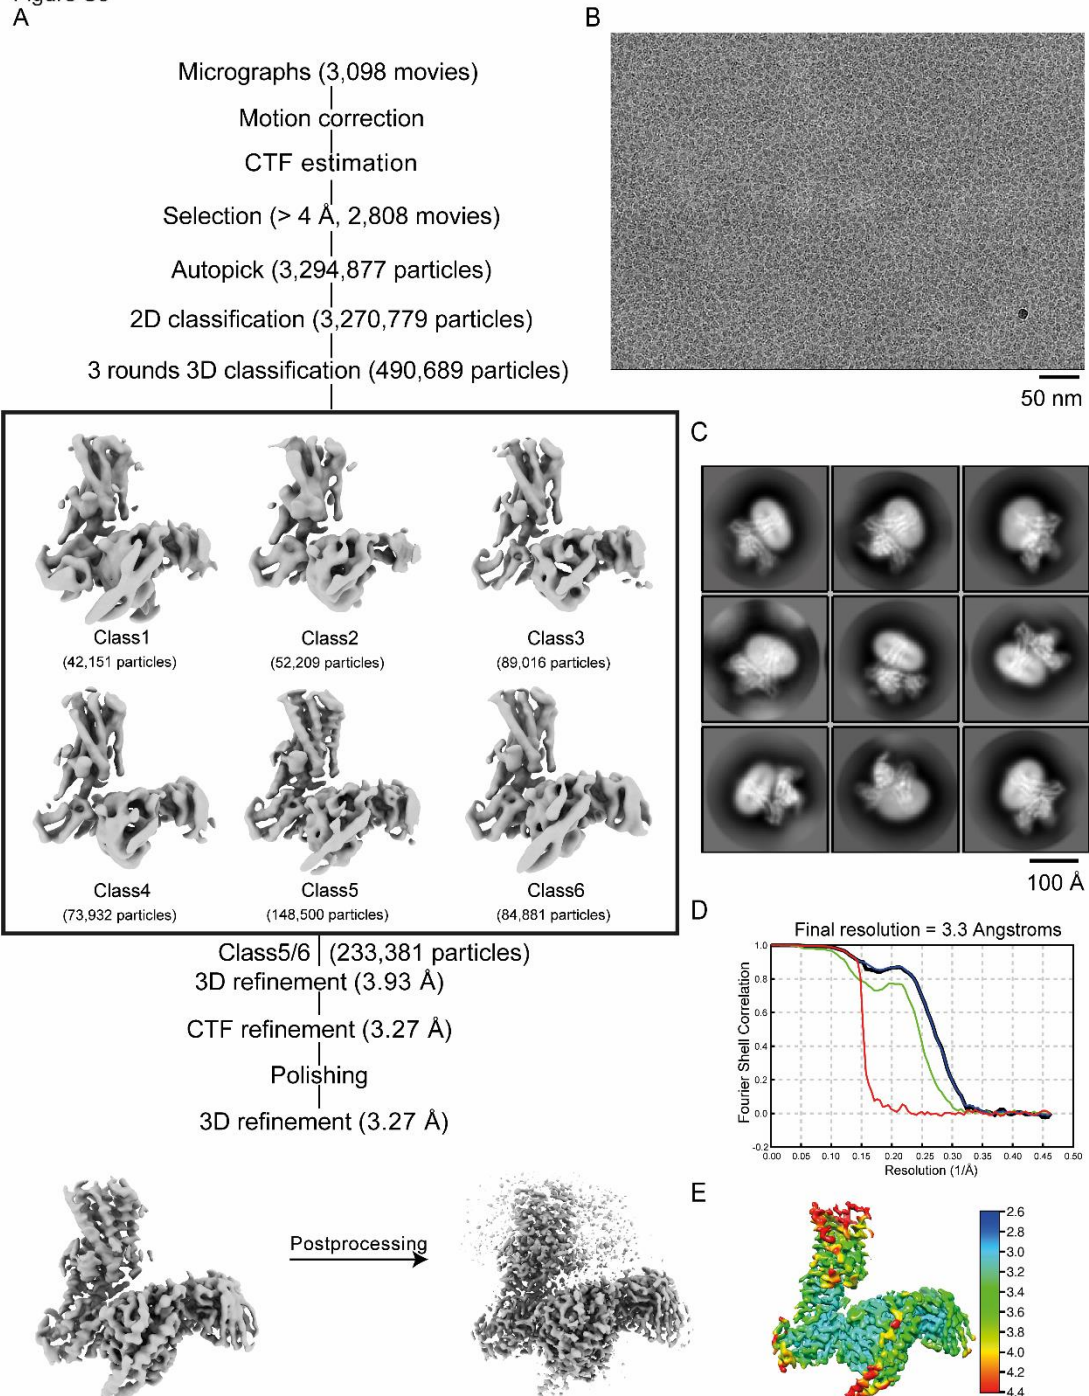 A
Micrographs (3,098 movies)
Motion correction
CTF estimation
Selection (> 4 Å, 2,808 movies)
Autopick (3,294,877 particles)
2D classification (3,270,779 particles)
3 rounds 3D classification (490,689 particles)
Class1
(42,151 particles)
Class2
(52,209 particles)
Class3
(89,016 particles)
Class4
(73,932 particles)
Class5
(148,500 particles)
Class6
(84,881 particles)
Class5/6 (233,381 particles)
3D refinement (3.93 Å)
CTF refinement (3.27 Å)
Polishing
3D refinement (3.27 Å)
Postprocessing
B
50 nm
C
100 Å
D
Final resolution = 3.3 Angstroms
Fourier Shell Correlation
1.0
0.8
0.6
0.4
0.2
0.0
-0.2
0.00 0.05 0.10 0.15 0.20 0.25 0.30 0.35 0.40 0.45 0.50
Resolution (1/Å)
E
2.6
2.8
3.0
3.2
3.4
3.6
3.8
4.0
4.2
4.4